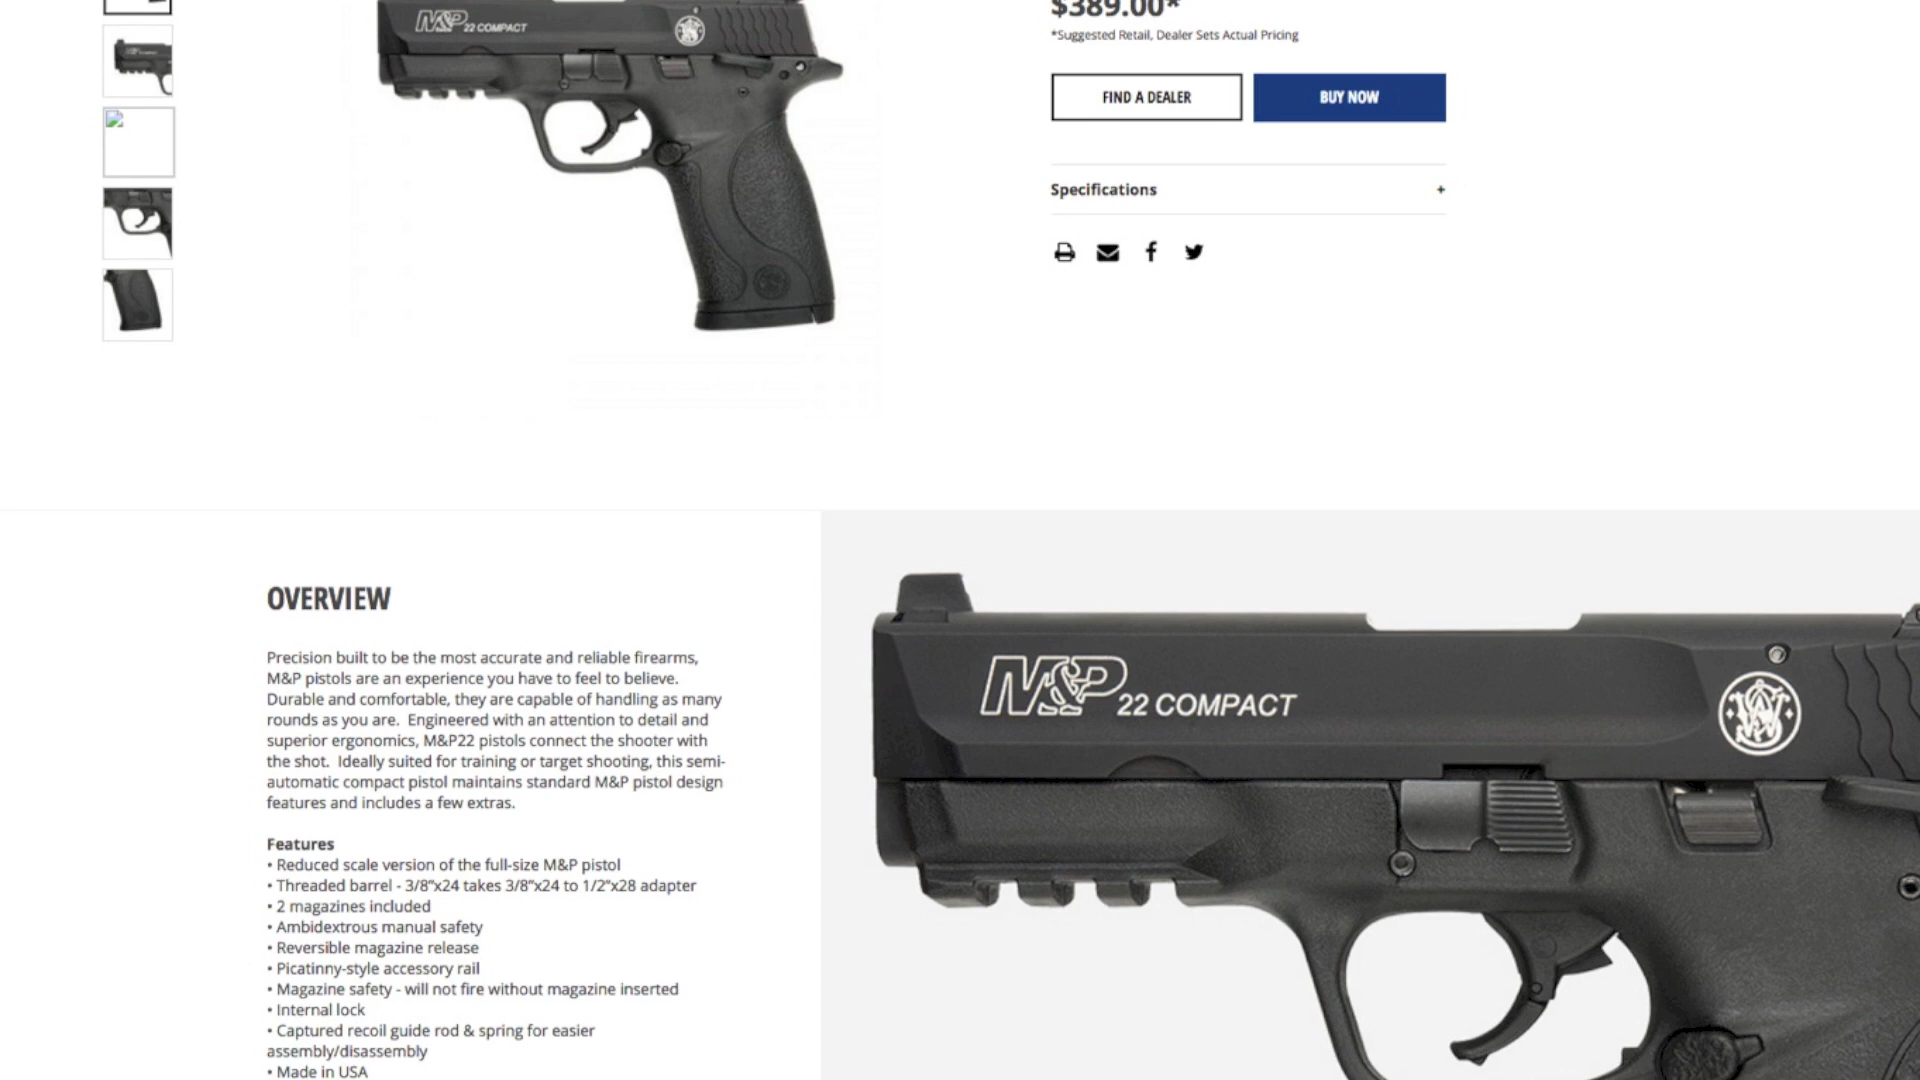 M&P 22 COMPACT
$389.00*
*Suggested Retail, Dealer Sets Actual Pricing
FIND A DEALER
BUY NOW
Specifications +
OVERVIEW
Precision built to be the most accurate and reliable firearms,
M&P pistols are an experience you have to feel to believe.
Durable and comfortable, they are capable of handling as many
rounds as you are. Engineered with an attention to detail and
superior ergonomics, M&P22 pistols connect the shooter with
the shot. Ideally suited for training or target shooting, this semi-
automatic compact pistol maintains standard M&P pistol design
features and includes a few extras.
Features
• Reduced scale version of the full-size M&P pistol
• Threaded barrel - 3/8"x24 takes 3/8"x24 to 1/2"x28 adapter
• 2 magazines included
• Ambidextrous manual safety
• Reversible magazine release
• Picatinny-style accessory rail
• Magazine safety - will not fire without magazine inserted
• Internal lock
• Captured recoil guide rod & spring for easier
assembly/disassembly
• Made in USA
M&P 22 COMPACT